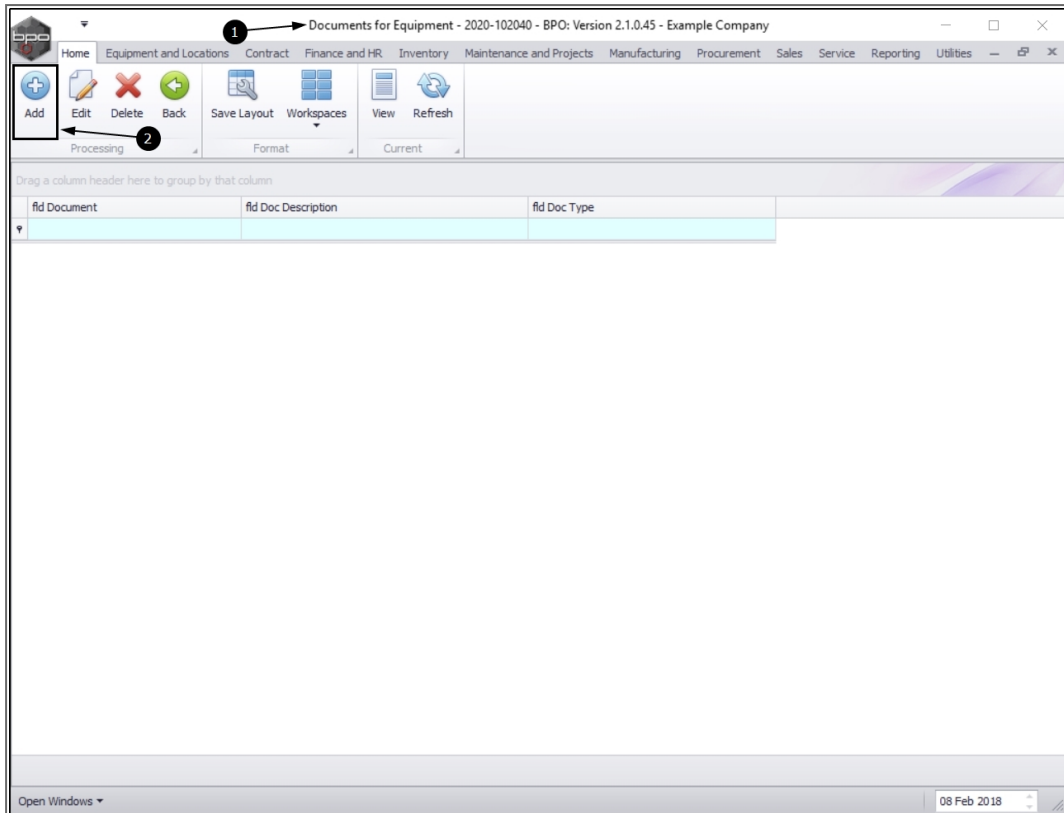 1
Documents for Equipment - 2020-102040 - BPO: Version 2.1.0.45 - Example Company
bpo
Home Equipment and Locations Contract Finance and HR Inventory Maintenance and Projects Manufacturing Procurement Sales Service Reporting Utilities
Add Edit Delete Back Save Layout Workspaces View Refresh
2
Processing Format Current
Drag a column header here to group by that column
fld Document fld Doc Description fld Doc Type
Open Windows 08 Feb 2018